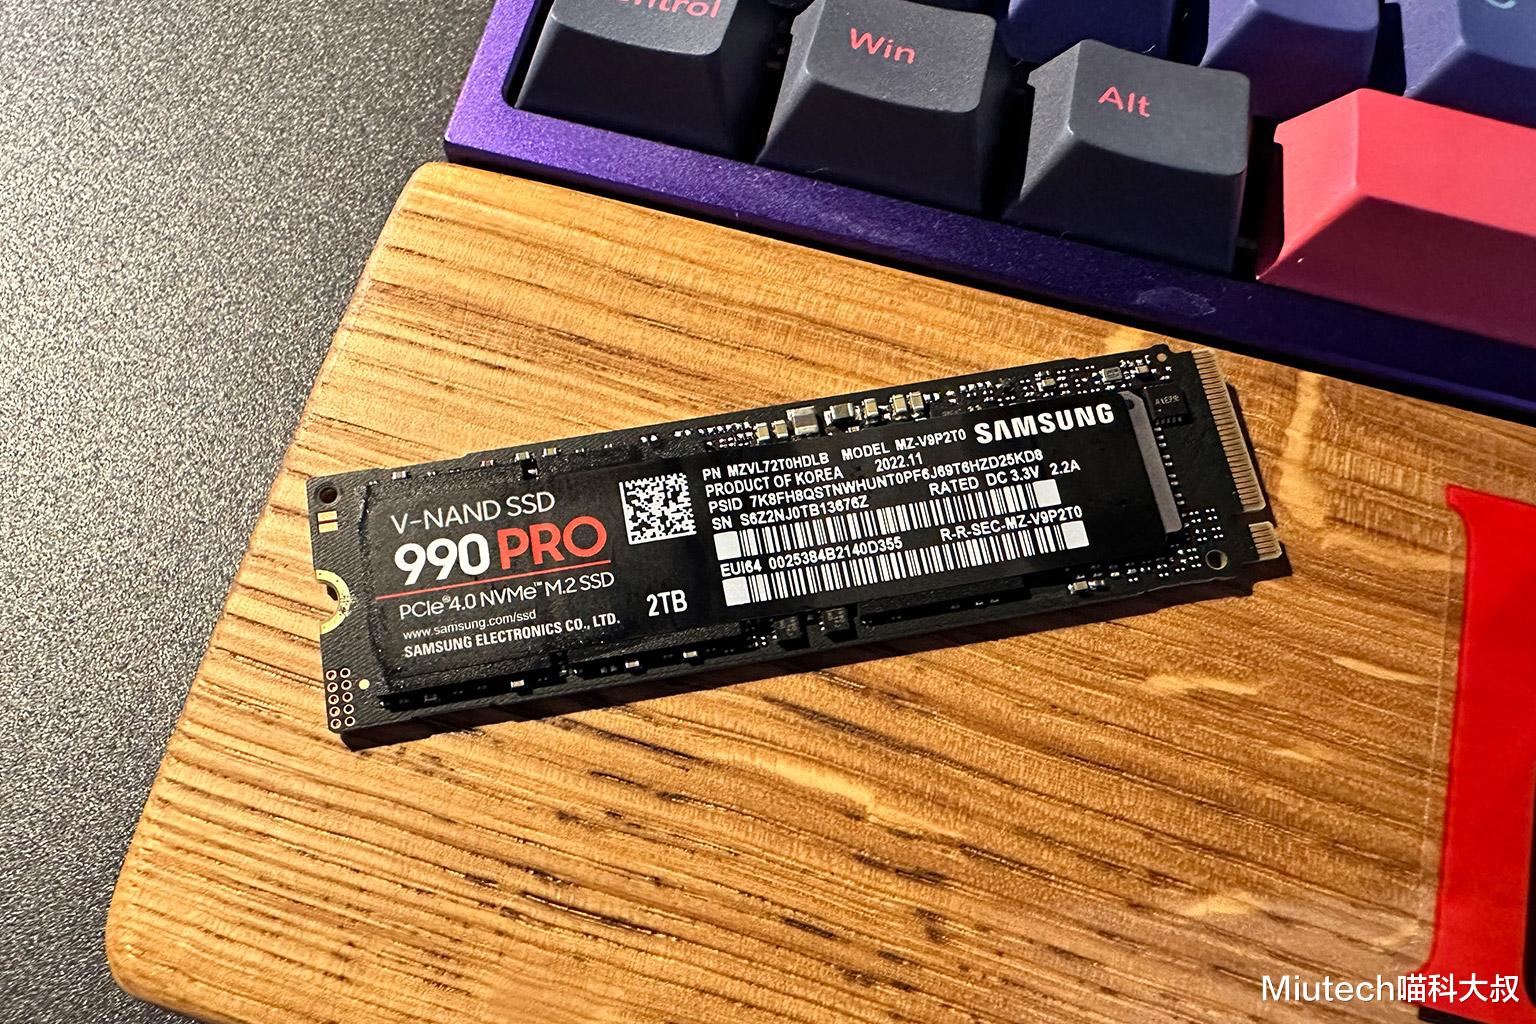 Win
Alt
SAMSUNG
PN MZVL72T0HDLB MODEL MZ-V9P2T0
PRODUCT OF KOREA 2022.11
PSID 7K8FH8QSTNWHUNT0PF6J69T6HZD25KD8
SN S6Z2NJ0TB13676Z RATED DC 3.3V 2.2A
EUI64 0025384B2140D355 R-R-SEC-MZ-V9P2T0
V-NAND SSD
990 PRO
PCIe® 4.0 NVMe™ M.2 SSD
www.samsung.com/ssd
SAMSUNG ELECTRONICS CO., LTD.
2TB
Miutech喵科大叔